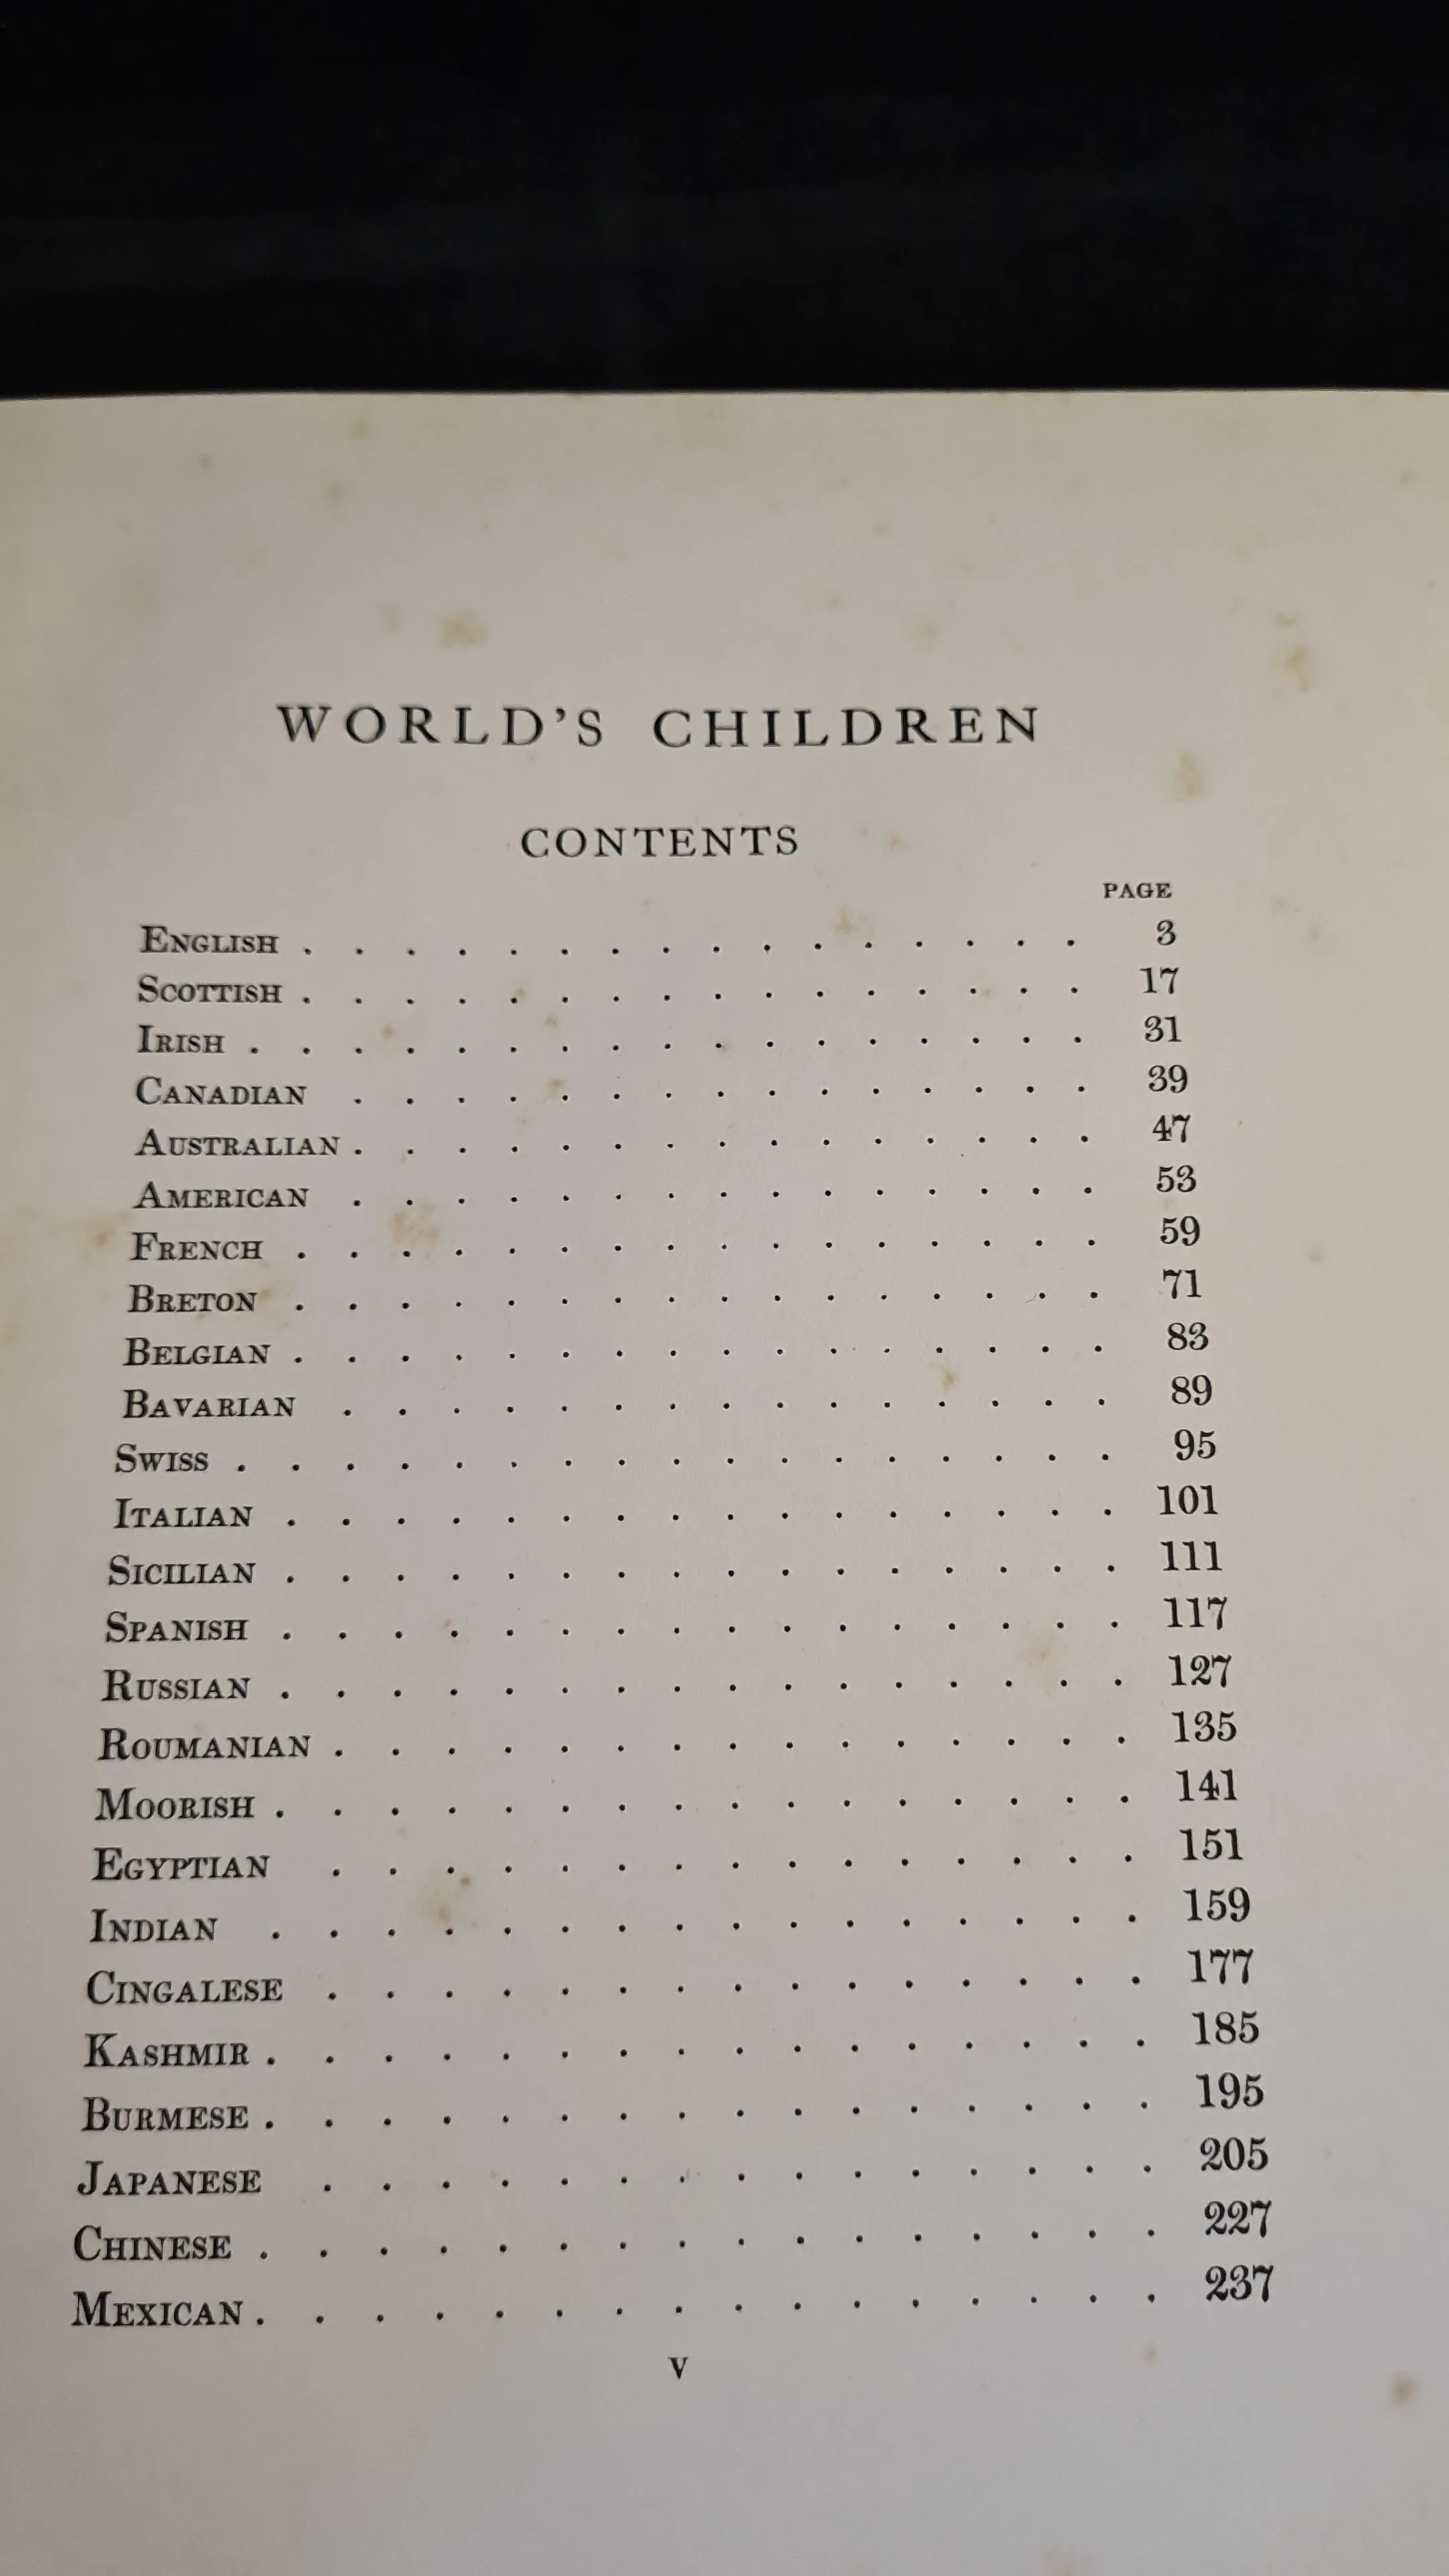 WORLD'S CHILDREN
CONTENTS
PAGE
ENGLISH . . . . . . . . . . . . . . . . 3
SCOTTISH . . . . . . . . . . . . . . . . 17
IRISH . . . . . . . . . . . . . . . . . 31
CANADIAN . . . . . . . . . . . . . . . 39
AUSTRALIAN . . . . . . . . . . . . . . . 47
AMERICAN . . . . . . . . . . . . . . . 53
FRENCH . . . . . . . . . . . . . . . . 59
BRETON . . . . . . . . . . . . . . . . 71
BELGIAN . . . . . . . . . . . . . . . . 83
BAVARIAN . . . . . . . . . . . . . . . 89
SWISS . . . . . . . . . . . . . . . . . 95
ITALIAN . . . . . . . . . . . . . . . . 101
SICILIAN . . . . . . . . . . . . . . . . 111
SPANISH . . . . . . . . . . . . . . . . 117
RUSSIAN . . . . . . . . . . . . . . . . 127
ROUMANIAN . . . . . . . . . . . . . . . 135
MOORISH . . . . . . . . . . . . . . . . 141
EGYPTIAN . . . . . . . . . . . . . . . 151
INDIAN . . . . . . . . . . . . . . . . 159
CINGALESE . . . . . . . . . . . . . . . 177
KASHMIR . . . . . . . . . . . . . . . . 185
BURMESE . . . . . . . . . . . . . . . . 195
JAPANESE . . . . . . . . . . . . . . . 205
CHINESE . . . . . . . . . . . . . . . . 227
MEXICAN . . . . . . . . . . . . . . . . 237
v